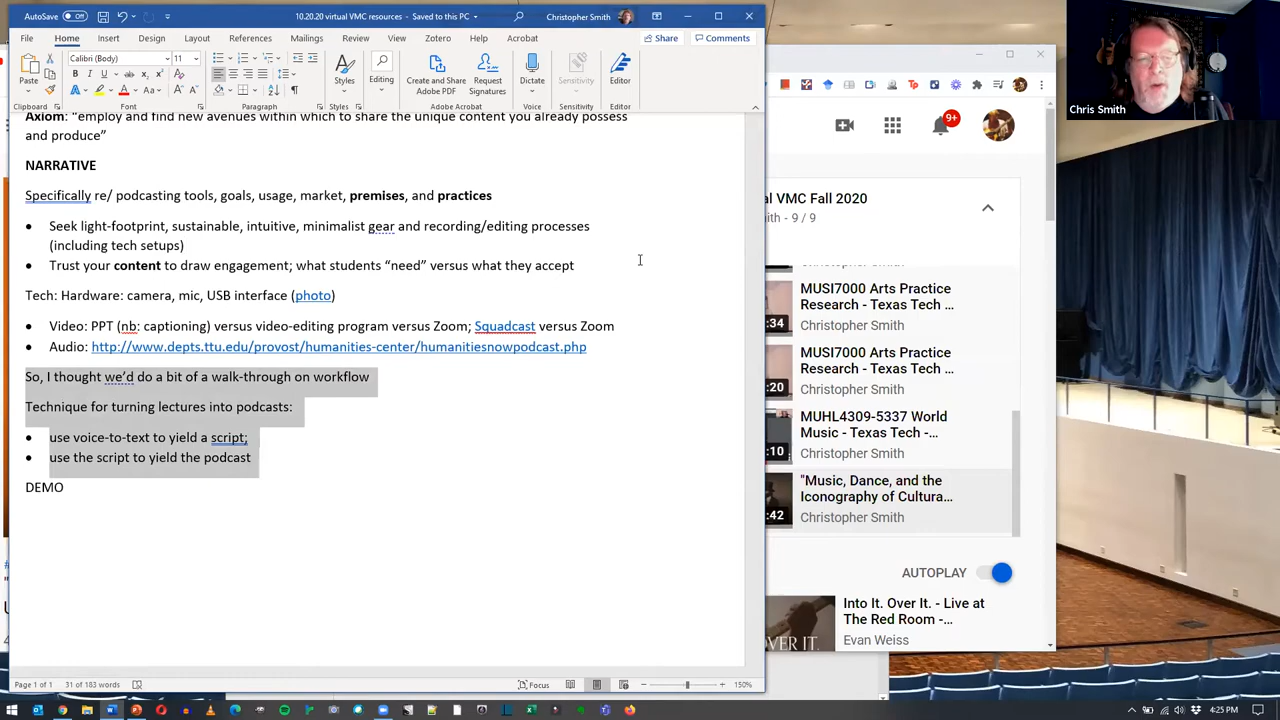 AutoSave Off
10.20.20 virtual VMC resources - Saved to this PC
Christopher Smith
File Home Insert Design Layout References Mailings Review View Zotero Help Acrobat Share Comments
Calibri (Body) 11
Paste
Styles
Editing
Create and Share
Adobe PDF
Request
Signatures
Dictate
Sensitivity
Editor
Clipboard Font Paragraph Styles Adobe Acrobat Voice Sensitivity Editor
Axiom: “employ and find new avenues within which to share the unique content you already possess
and produce”
NARRATIVE
Specifically re/ podcasting tools, goals, usage, market, premises, and practices
• Seek light-footprint, sustainable, intuitive, minimalist gear and recording/editing processes
(including tech setups)
• Trust your content to draw engagement; what students “need” versus what they accept
Tech: Hardware: camera, mic, USB interface (photo)
• Video: PPT (nb: captioning) versus video-editing program versus Zoom; Squadcast versus Zoom
• Audio: http://www.depts.ttu.edu/provost/humanities-center/humanitiesnowpodcast.php
So, I thought we’d do a bit of a walk-through on workflow
Technique for turning lectures into podcasts:
• use voice-to-text to yield a script;
• use the script to yield the podcast
DEMO
Page 1 of 1 31 of 183 words
Focus
150%
9+
al VMC Fall 2020
ith - 9 / 9
:34
MUSI7000 Arts Practice
Research - Texas Tech ...
Christopher Smith
:20
MUSI7000 Arts Practice
Research - Texas Tech ...
Christopher Smith
:10
MUHL4309-5337 World
Music - Texas Tech -...
Christopher Smith
:42
"Music, Dance, and the
Iconography of Cultura...
Christopher Smith
AUTOPLAY
VER IT.
Into It. Over It. - Live at
The Red Room -...
Evan Weiss
Chris Smith
4:25 PM